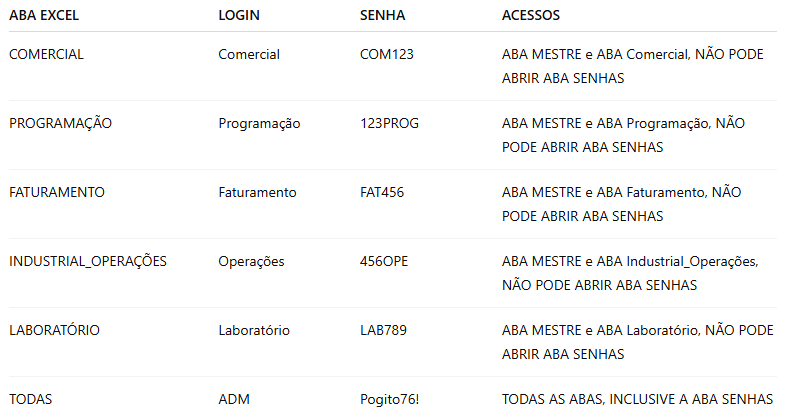 ABA EXCEL LOGIN SENHA ACESSOS
COMERCIAL Comercial COM123 ABA MESTRE e ABA Comercial, NÃO PODE
ABRIR ABA SENHAS
PROGRAMAÇÃO Programação 123PROG ABA MESTRE e ABA Programação, NÃO
PODE ABRIR ABA SENHAS
FATURAMENTO Faturamento FAT456 ABA MESTRE e ABA Faturamento, NÃO
PODE ABRIR ABA SENHAS
INDUSTRIAL_OPERAÇÕES Operações 456OPE ABA MESTRE e ABA Industrial_Operações,
NÃO PODE ABRIR ABA SENHAS
LABORATÓRIO Laboratório LAB789 ABA MESTRE e ABA Laboratório, NÃO PODE
ABRIR ABA SENHAS
TODAS ADM Pogito76! TODAS AS ABAS, INCLUSIVE A ABA SENHAS